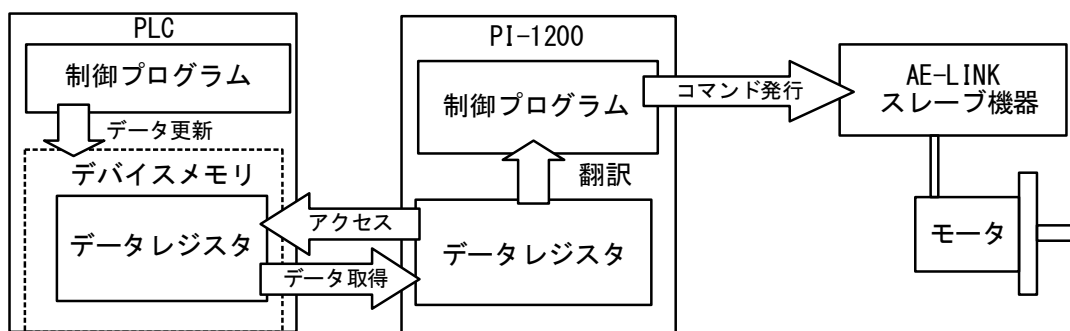 PLC
制御プログラム
データ更新
デバイスメモリ
データレジスタ
アクセス
データ取得
PI-1200
制御プログラム
翻訳
データレジスタ
コマンド発行
AE-LINK
スレーブ機器
モータ